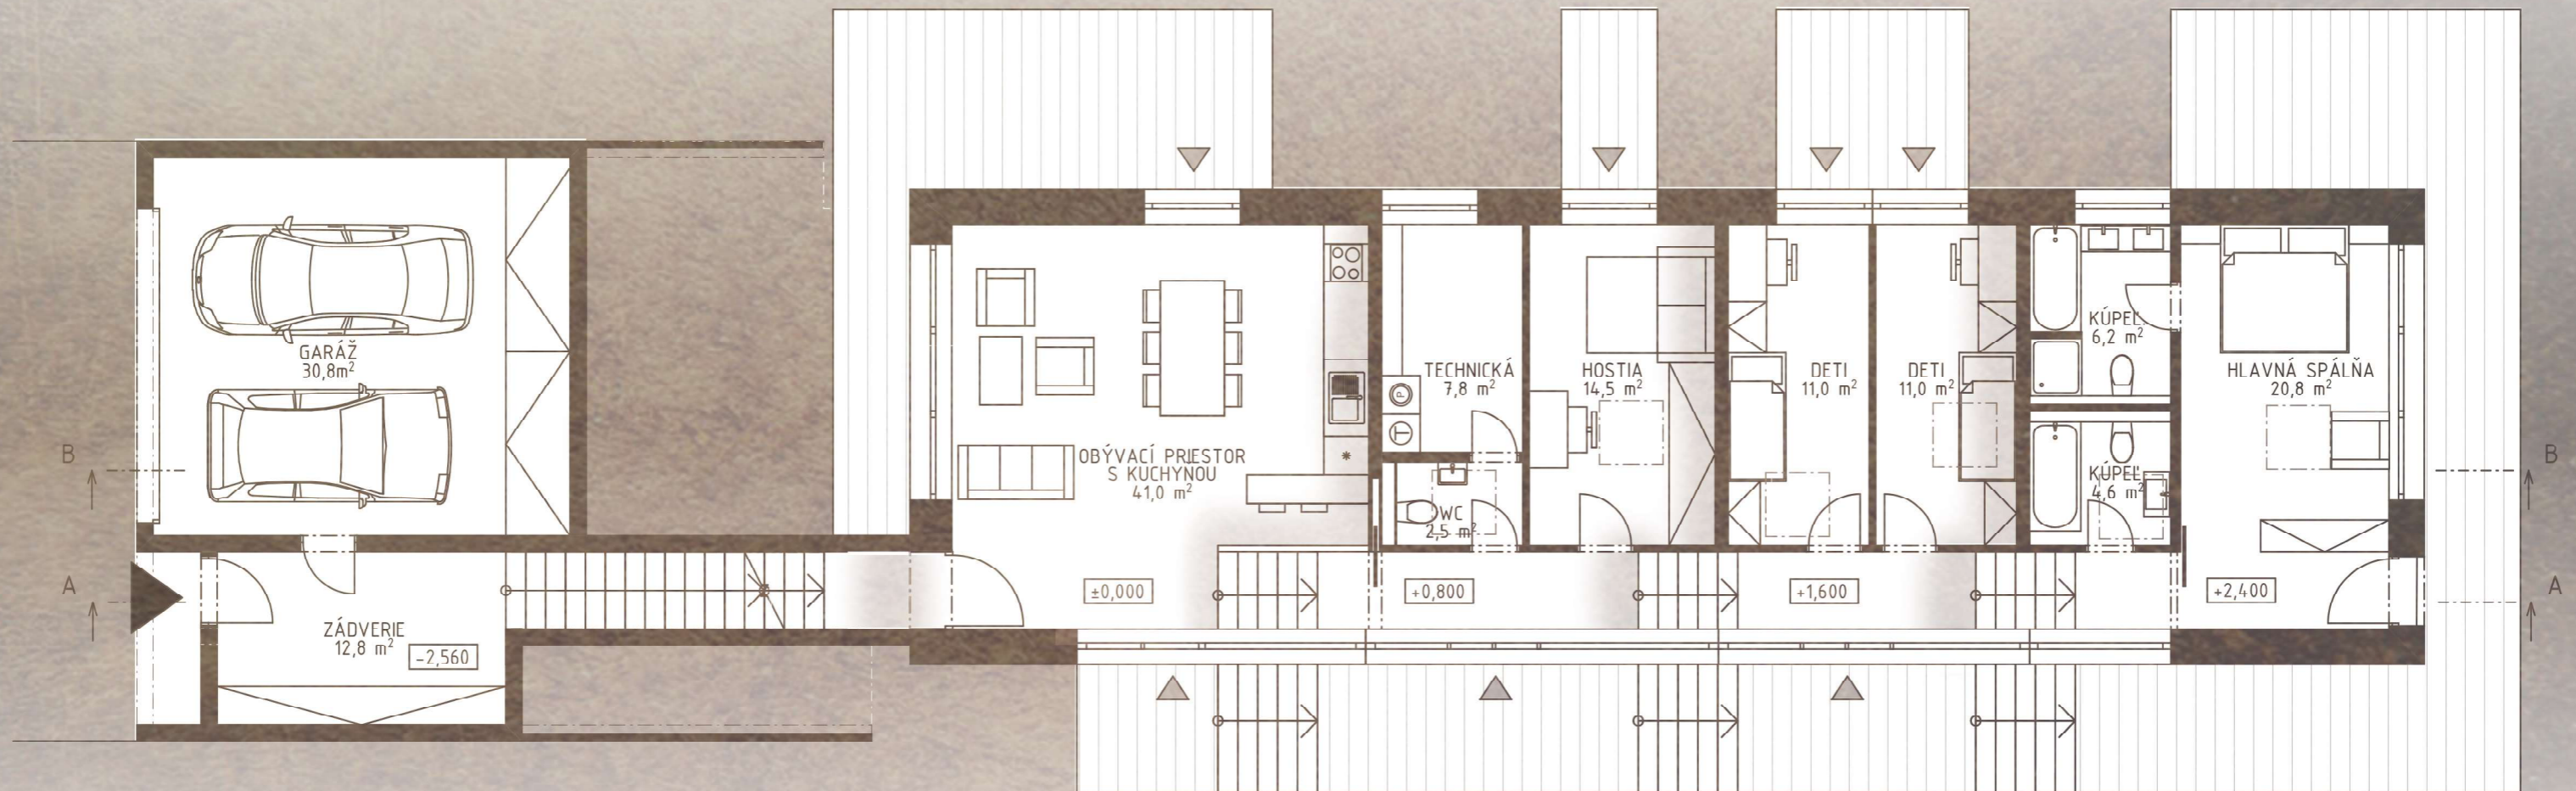 GARÁŽ
30,8m²
ZÁDVERIE
12,8 m²
-2,560
OBÝVACÍ PRIESTOR
S KUCHYNOU
41,0 m²
±0,000
TECHNICKÁ
7,8 m²
P
T
*
WC
2,5 m²
+0,800
HOSTIA
14,5 m²
DETI
11,0 m²
DETI
11,0 m²
+1,600
KÚPEĽ
6,2 m²
KÚPEĽ
4,6 m²
HLAVNÁ SPÁLŇA
20,8 m²
+2,400
B
A
B
A